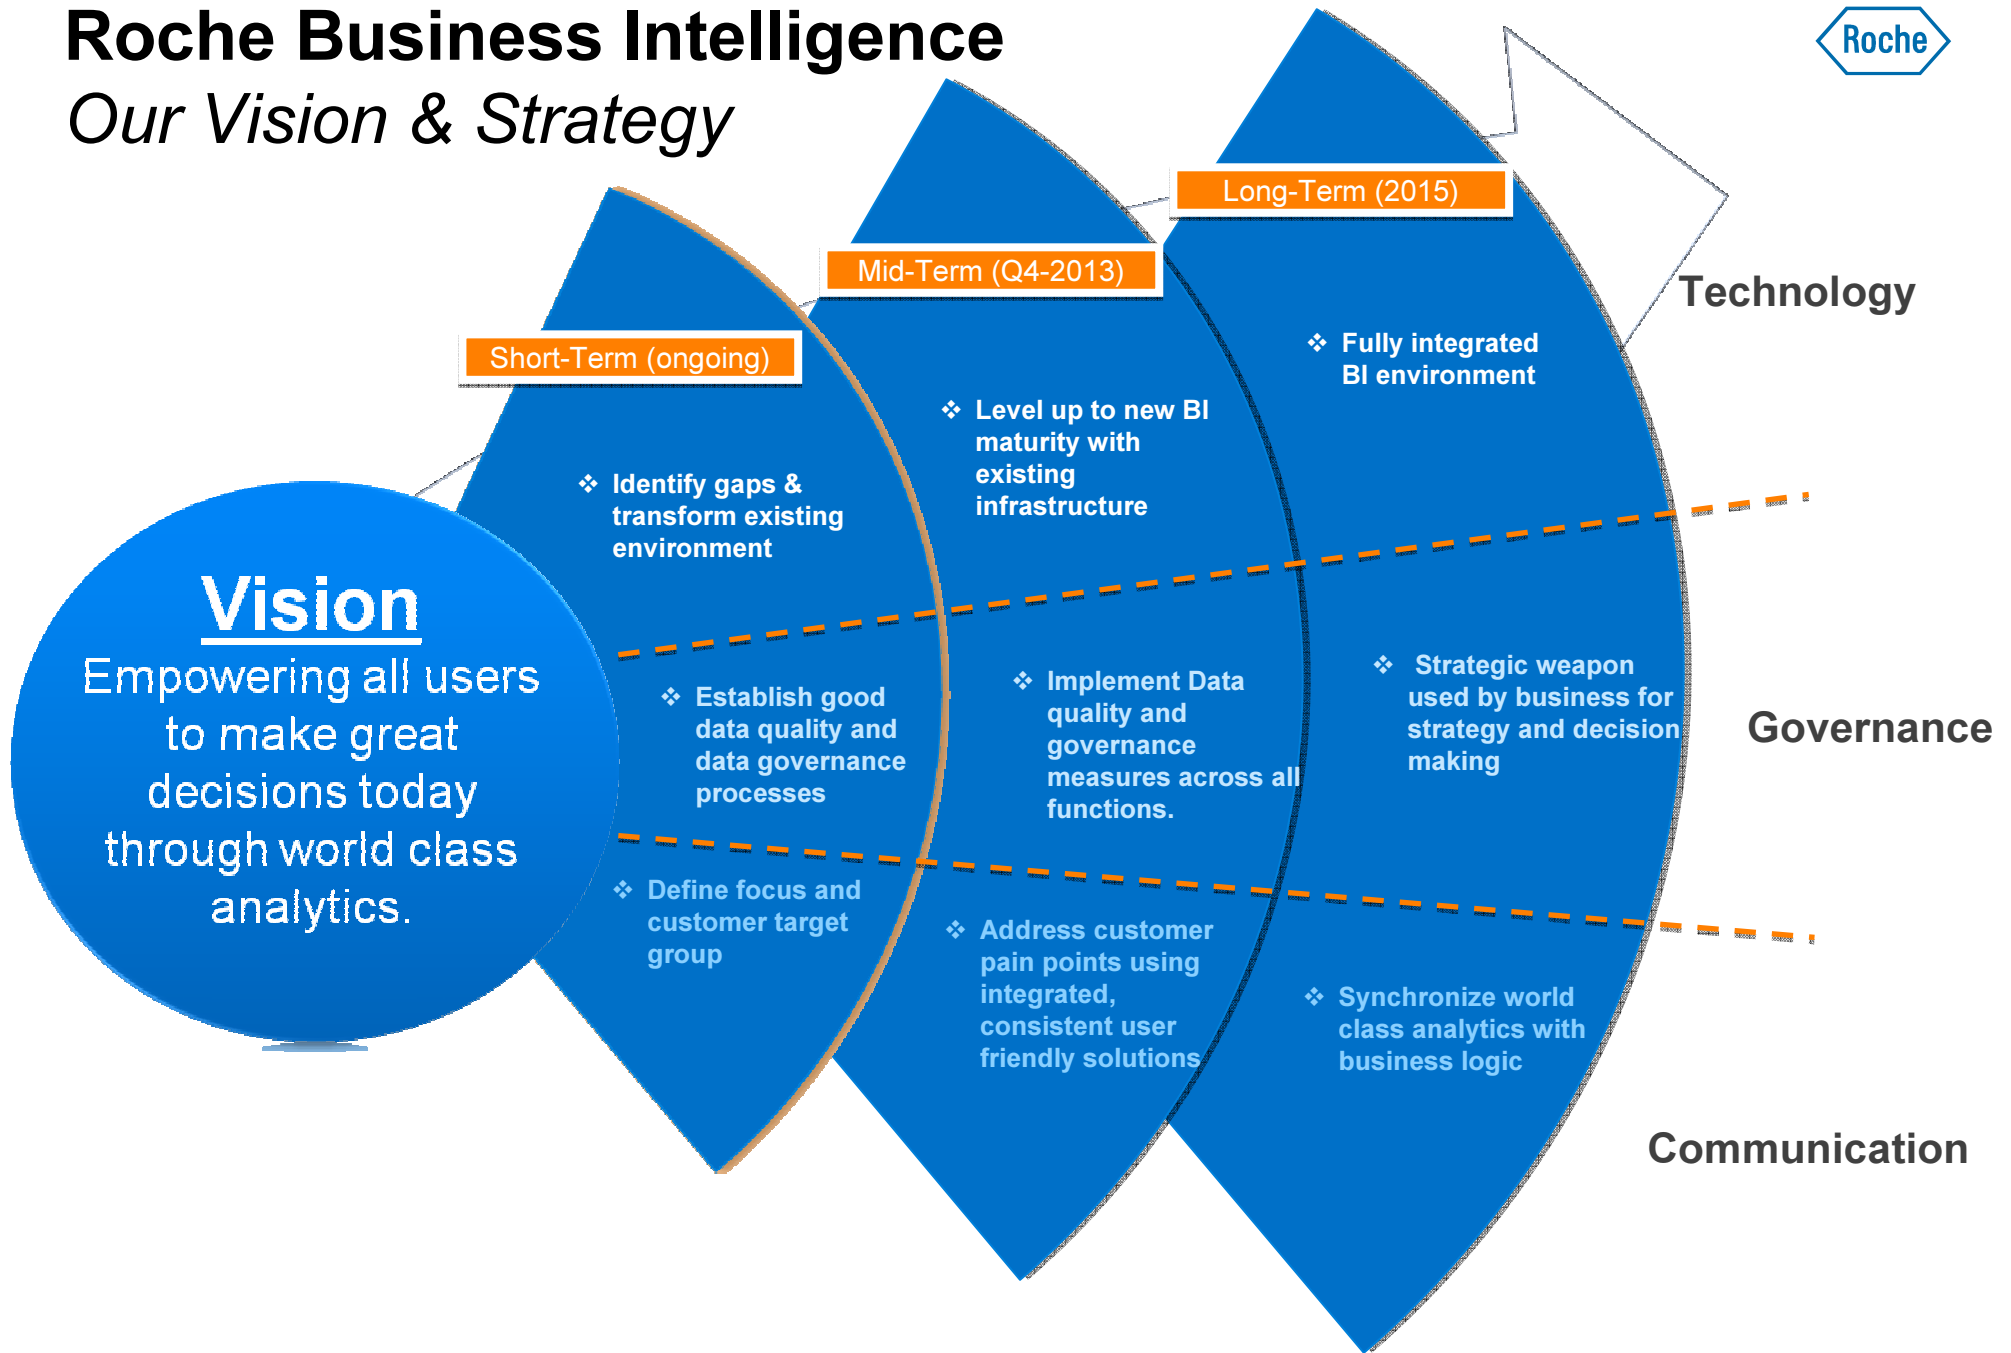 Roche Business Intelligence
Our Vision & Strategy
Roche
Long-Term (2015)
Mid-Term (Q4-2013)
Short-Term (ongoing)
Technology
❖ Identify gaps &
transform existing
environment
❖ Level up to new BI
maturity with
existing
infrastructure
❖ Fully integrated
BI environment
Vision
Empowering all users
to make great
decisions today
through world class
analytics.
❖ Establish good
data quality and
data governance
processes
❖ Implement Data
quality and
governance
measures across all
functions.
❖ Strategic weapon
used by business for
strategy and decision
making
Governance
❖ Define focus and
customer target
group
❖ Address customer
pain points using
integrated,
consistent user
friendly solutions
❖ Synchronize world
class analytics with
business logic
Communication